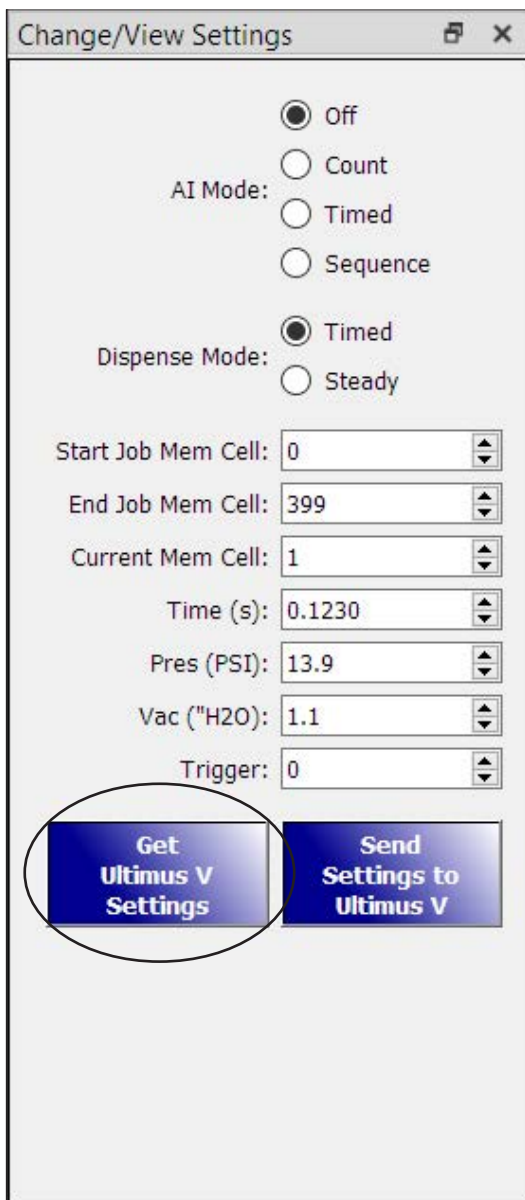 Change/View Settings
AI Mode:
Off
Count
Timed
Sequence
Dispense Mode:
Timed
Steady
Start Job Mem Cell: 0
End Job Mem Cell: 399
Current Mem Cell: 1
Time (s): 0.1230
Pres (PSI): 13.9
Vac ("H2O): 1.1
Trigger: 0
Get
Ultimus V
Settings
Send
Settings to
Ultimus V